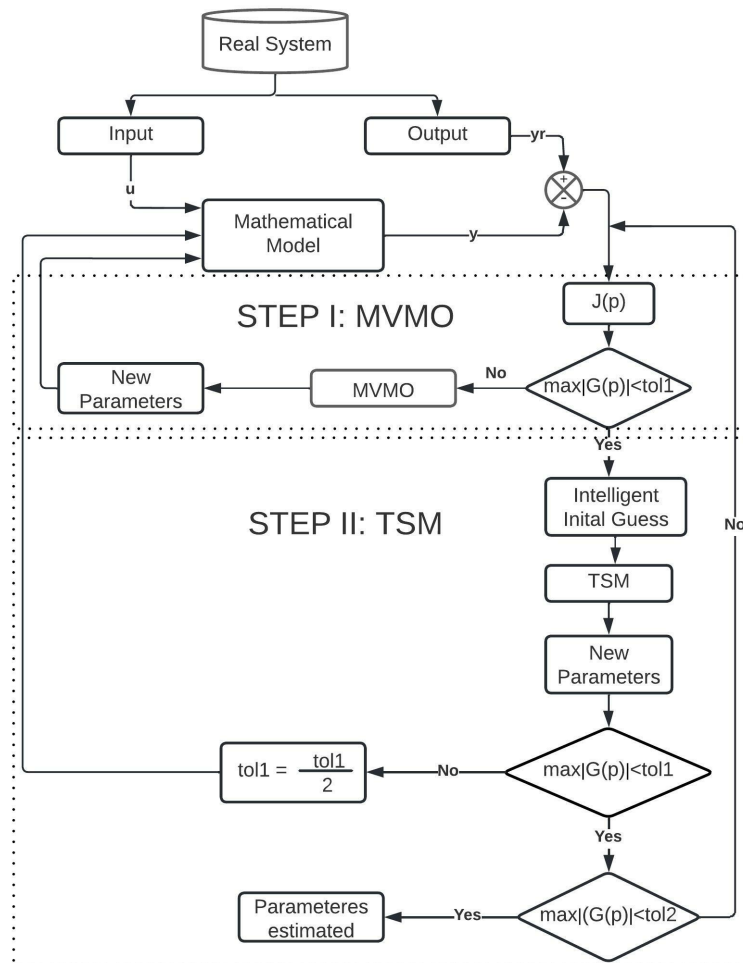 Real System
Input
Output
yr
u
+
-
Mathematical
Model
y
J(p)
STEP I: MVMO
New
Parameters
MVMO
No
max|G(p)|<tol1
Yes
Intelligent
Inital Guess
STEP II: TSM
No
TSM
New
Parameters
tol1 = tol1
2
No
max|G(p)|<tol1
Yes
Parameteres
estimated
Yes
max|(G(p)|<tol2